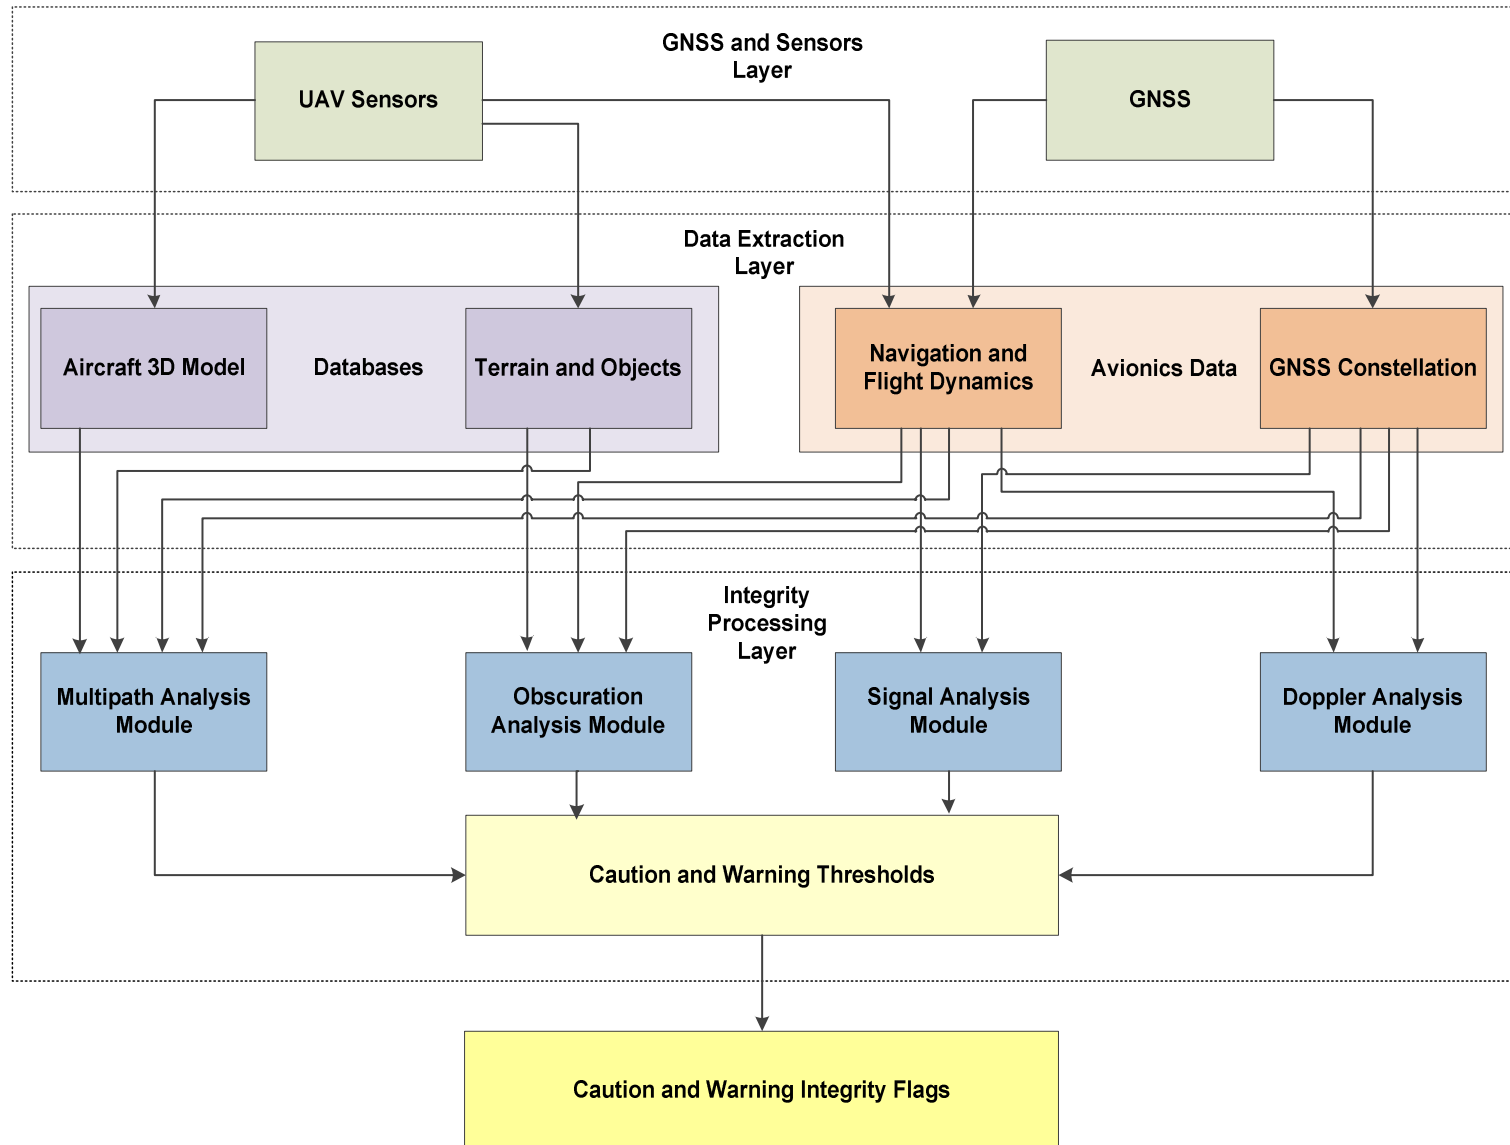 GNSS and Sensors
Layer
UAV Sensors
GNSS
Data Extraction
Layer
Aircraft 3D Model
Databases
Terrain and Objects
Navigation and
Flight Dynamics
Avionics Data
GNSS Constellation
Integrity
Processing
Layer
Multipath Analysis
Module
Obscuration
Analysis Module
Signal Analysis
Module
Doppler Analysis
Module
Caution and Warning Thresholds
Caution and Warning Integrity Flags